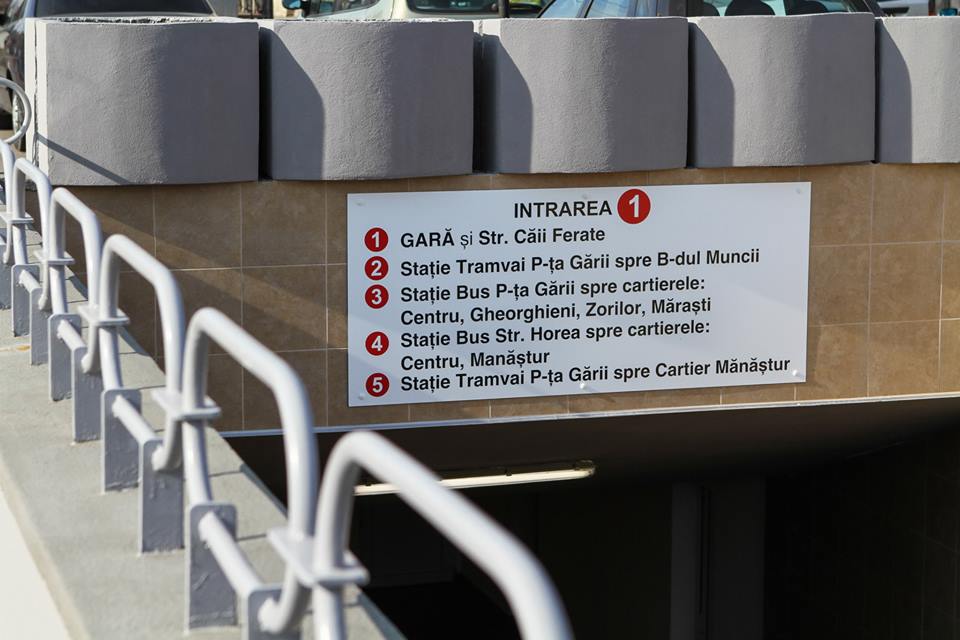 INTRAREA 1
1 GARĂ și Str. Căii Ferate
2 Stație Tramvai P-ța Gării spre B-dul Muncii
3 Stație Bus P-ța Gării spre cartierele:
Centru, Gheorghieni, Zorilor, Mărăști
4 Stație Bus Str. Horea spre cartierele:
Centru, Manăștur
5 Stație Tramvai P-ța Gării spre Cartier Mănăștur